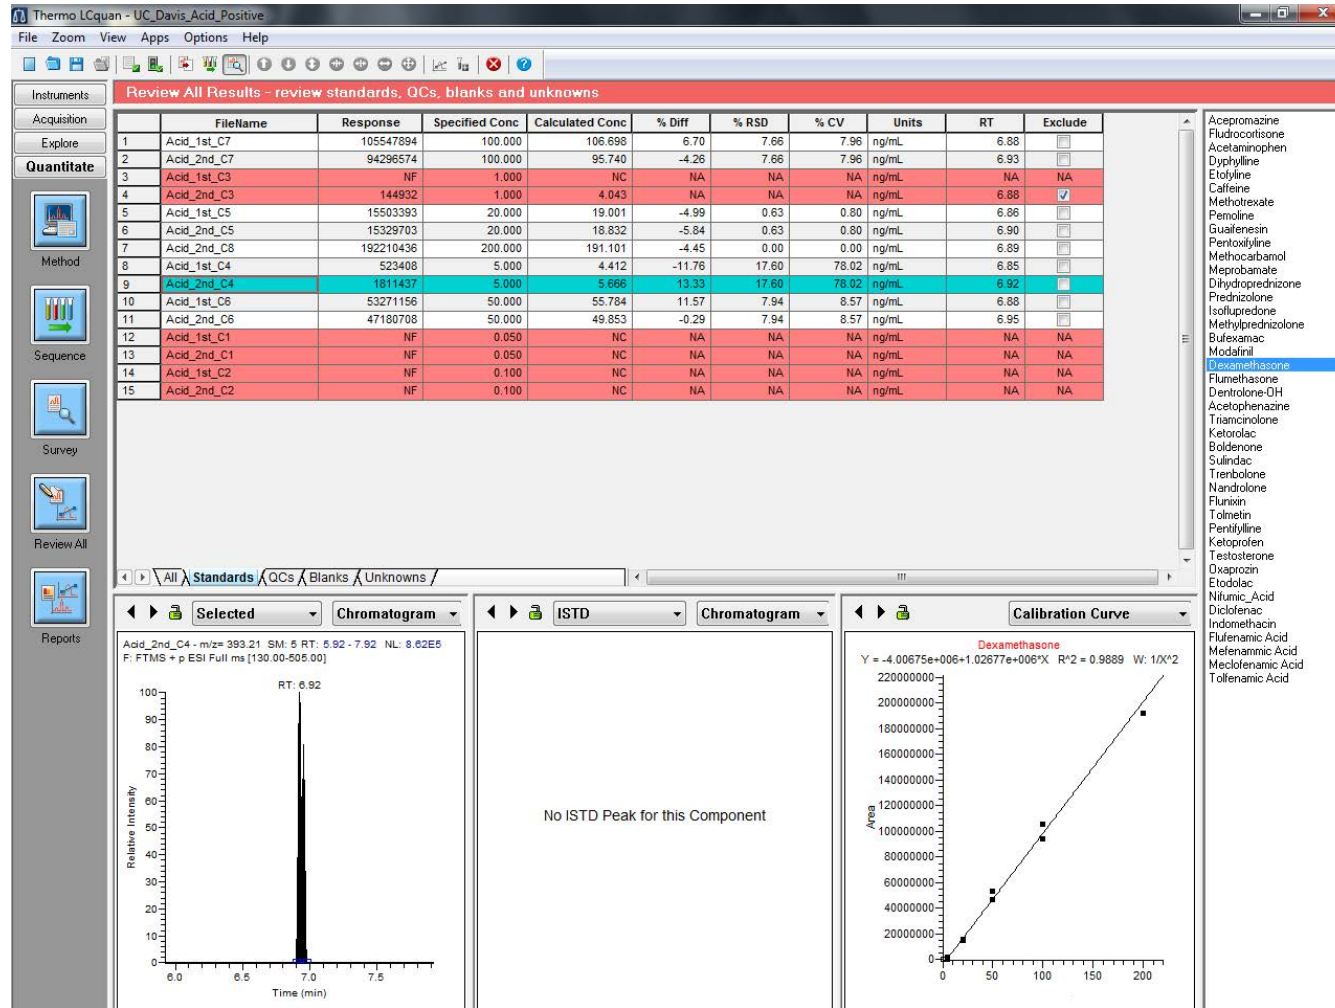 Thermo LCquan - UC_Davis_Acid_Positive
File Zoom View Apps Options Help
Instruments
Acquisition
Explore
Quantitate
Method
Sequence
Survey
Review All
Reports
Review All Results - review standards, QCs, blanks and unknowns
FileName Response Specified Conc Calculated Conc % Diff % RSD % CV Units RT Exclude
1 Acid_1st_C7 105547894 100.000 106.698 6.70 7.66 7.96 ng/mL 6.88
2 Acid_2nd_C7 94296574 100.000 95.740 -4.26 7.66 7.96 ng/mL 6.93
3 Acid_1st_C3 NF 1.000 NC NA NA NA ng/mL NA NA
4 Acid_2nd_C3 144932 1.000 4.043 NA NA NA ng/mL 6.88
5 Acid_1st_C5 15503393 20.000 19.001 -4.99 0.63 0.80 ng/mL 6.86
6 Acid_2nd_C5 15329703 20.000 18.832 -5.84 0.63 0.80 ng/mL 6.90
7 Acid_2nd_C8 192210436 200.000 191.101 -4.45 0.00 0.00 ng/mL 6.89
8 Acid_1st_C4 523408 5.000 4.412 -11.76 17.60 78.02 ng/mL 6.85
9 Acid_2nd_C4 1811437 5.000 5.666 13.33 17.60 78.02 ng/mL 6.92
10 Acid_1st_C6 53271156 50.000 55.784 11.57 7.94 8.57 ng/mL 6.88
11 Acid_2nd_C6 47180708 50.000 49.853 -0.29 7.94 8.57 ng/mL 6.95
12 Acid_1st_C1 NF 0.050 NC NA NA NA ng/mL NA NA
13 Acid_2nd_C1 NF 0.050 NC NA NA NA ng/mL NA NA
14 Acid_1st_C2 NF 0.100 NC NA NA NA ng/mL NA NA
15 Acid_2nd_C2 NF 0.100 NC NA NA NA ng/mL NA NA
All Standards QCs Blanks Unknowns
Acepromazine
Fludrocortisone
Acetaminophen
Dyphylline
Etofyline
Caffeine
Methotrexate
Pemoline
Guaifenesin
Pentoxifyline
Methocarbamol
Meprobamate
Dihydroprednizone
Prednizolone
Isoflupredone
Methylprednizolone
Bufexamac
Modafinil
Dexamethasone
Flumethasone
Dentrolone-OH
Acetophenazine
Triamcinolone
Ketorolac
Boldenone
Sulindac
Trenbolone
Nandrolone
Flunixin
Tolmetin
Pentifylline
Ketoprofen
Testosterone
Oxaprozin
Etodolac
Nifumic_Acid
Diclofenac
Indomethacin
Flufenamic Acid
Mefenammic Acid
Meclofenamic Acid
Tolfenamic Acid
Selected Chromatogram
Acid_2nd_C4 - m/z= 393.21 SM: 5 RT: 5.92 - 7.92 NL: 8.62E5
F: FTMS + p ESI Full ms [130.00-505.00]
RT: 6.92
100
90
80
70
60
50
40
30
20
10
0
Relative Intensity
6.0 6.5 7.0 7.5
Time (min)
ISTD Chromatogram
No ISTD Peak for this Component
Calibration Curve
Dexamethasone
Y = -4.00675e+006+1.02677e+006*X R^2 = 0.9889 W: 1/X^2
220000000
200000000
180000000
160000000
140000000
120000000
100000000
80000000
60000000
40000000
20000000
0
Area
0 50 100 150 200